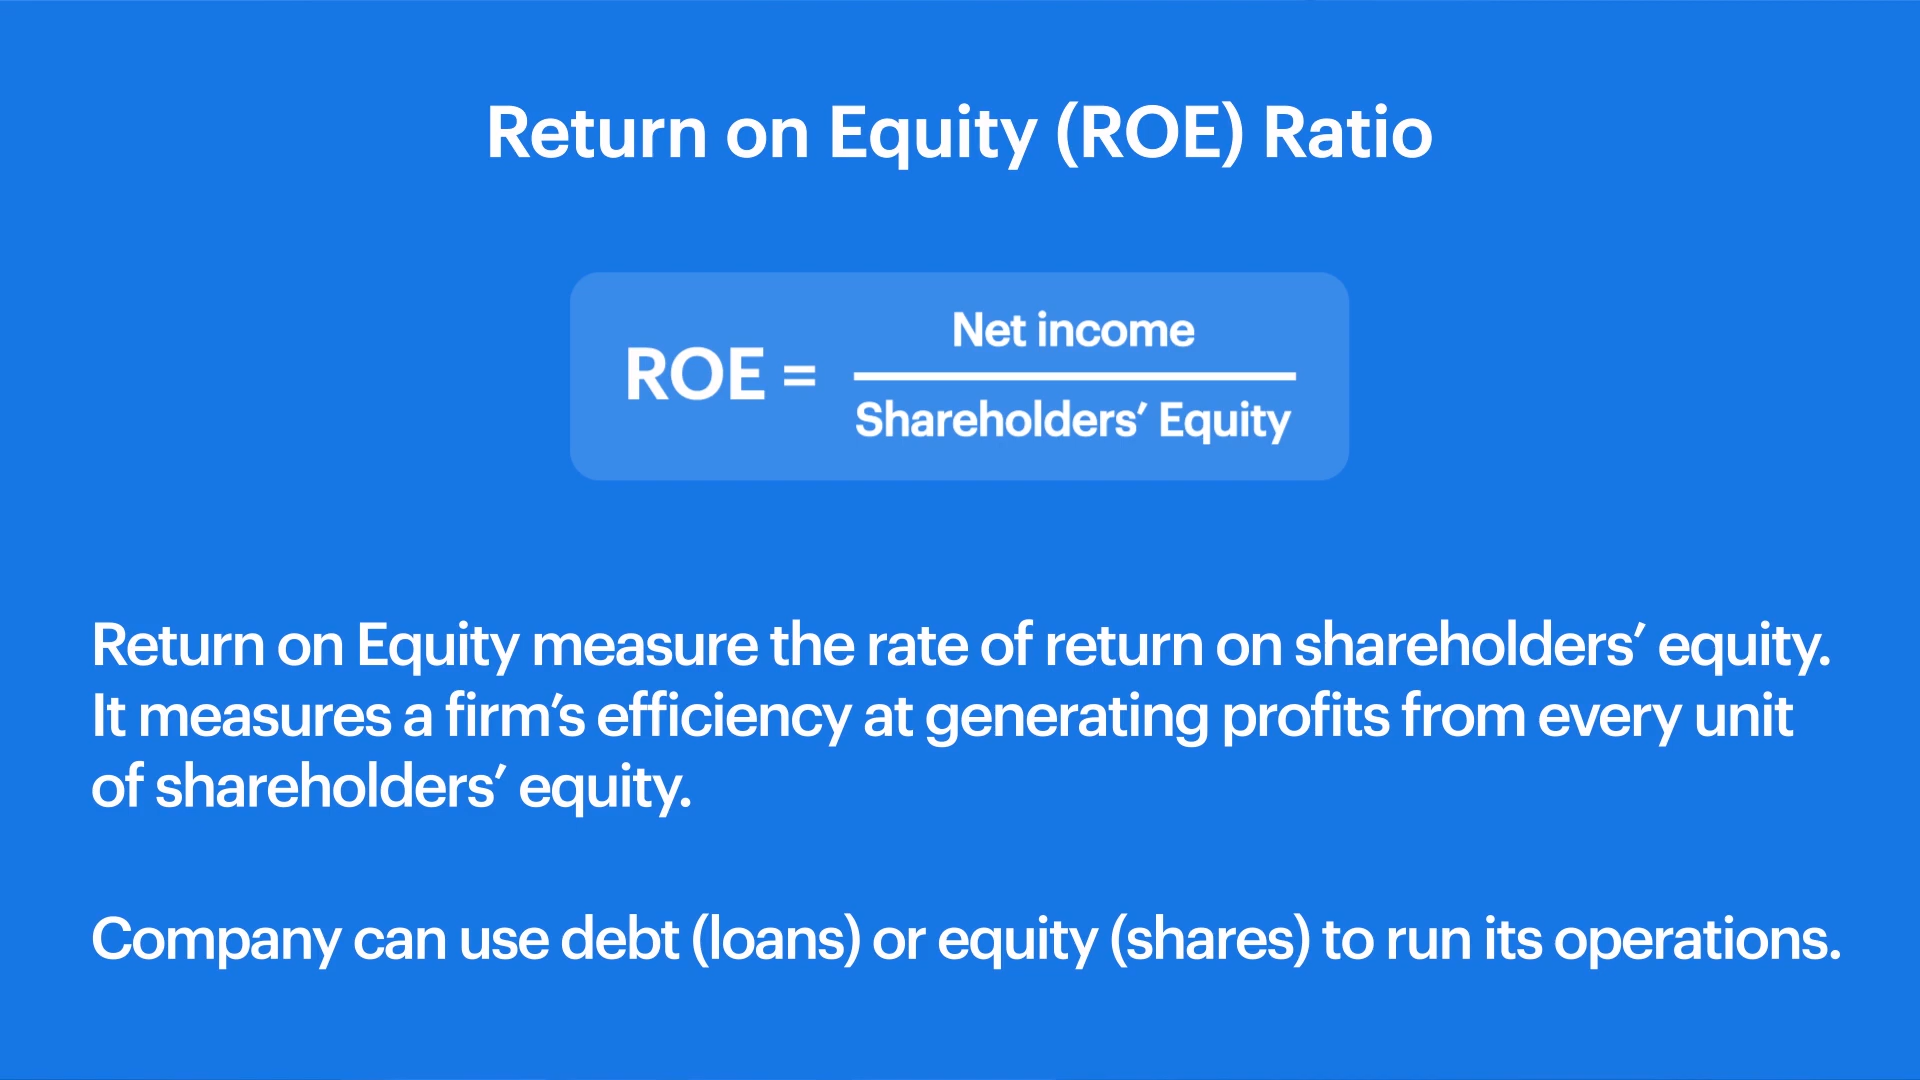 Return on Equity (ROE) Ratio
ROE =
Net income
Shareholders’ Equity
Return on Equity measure the rate of return on shareholders’ equity.
It measures a firm’s efficiency at generating profits from every unit
of shareholders’ equity.
Company can use debt (loans) or equity (shares) to run its operations.